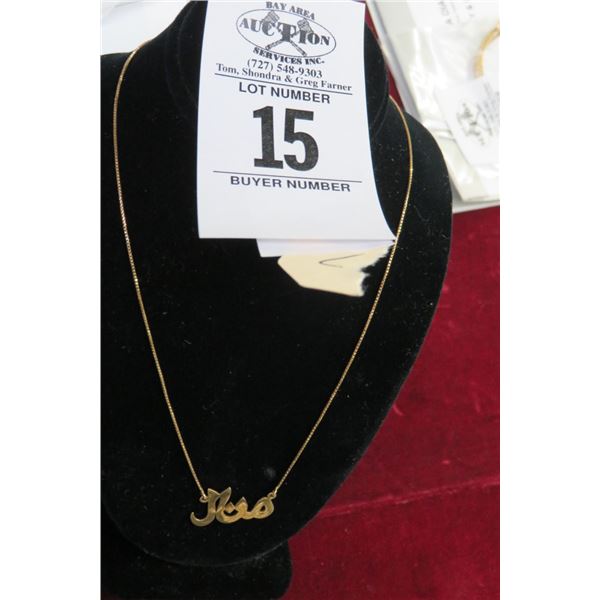 BAY AREA
AUCTION
SERVICES INC.
(727) 548-9303
Tom, Shondra & Greg Farner
LOT NUMBER
15
BUYER NUMBER